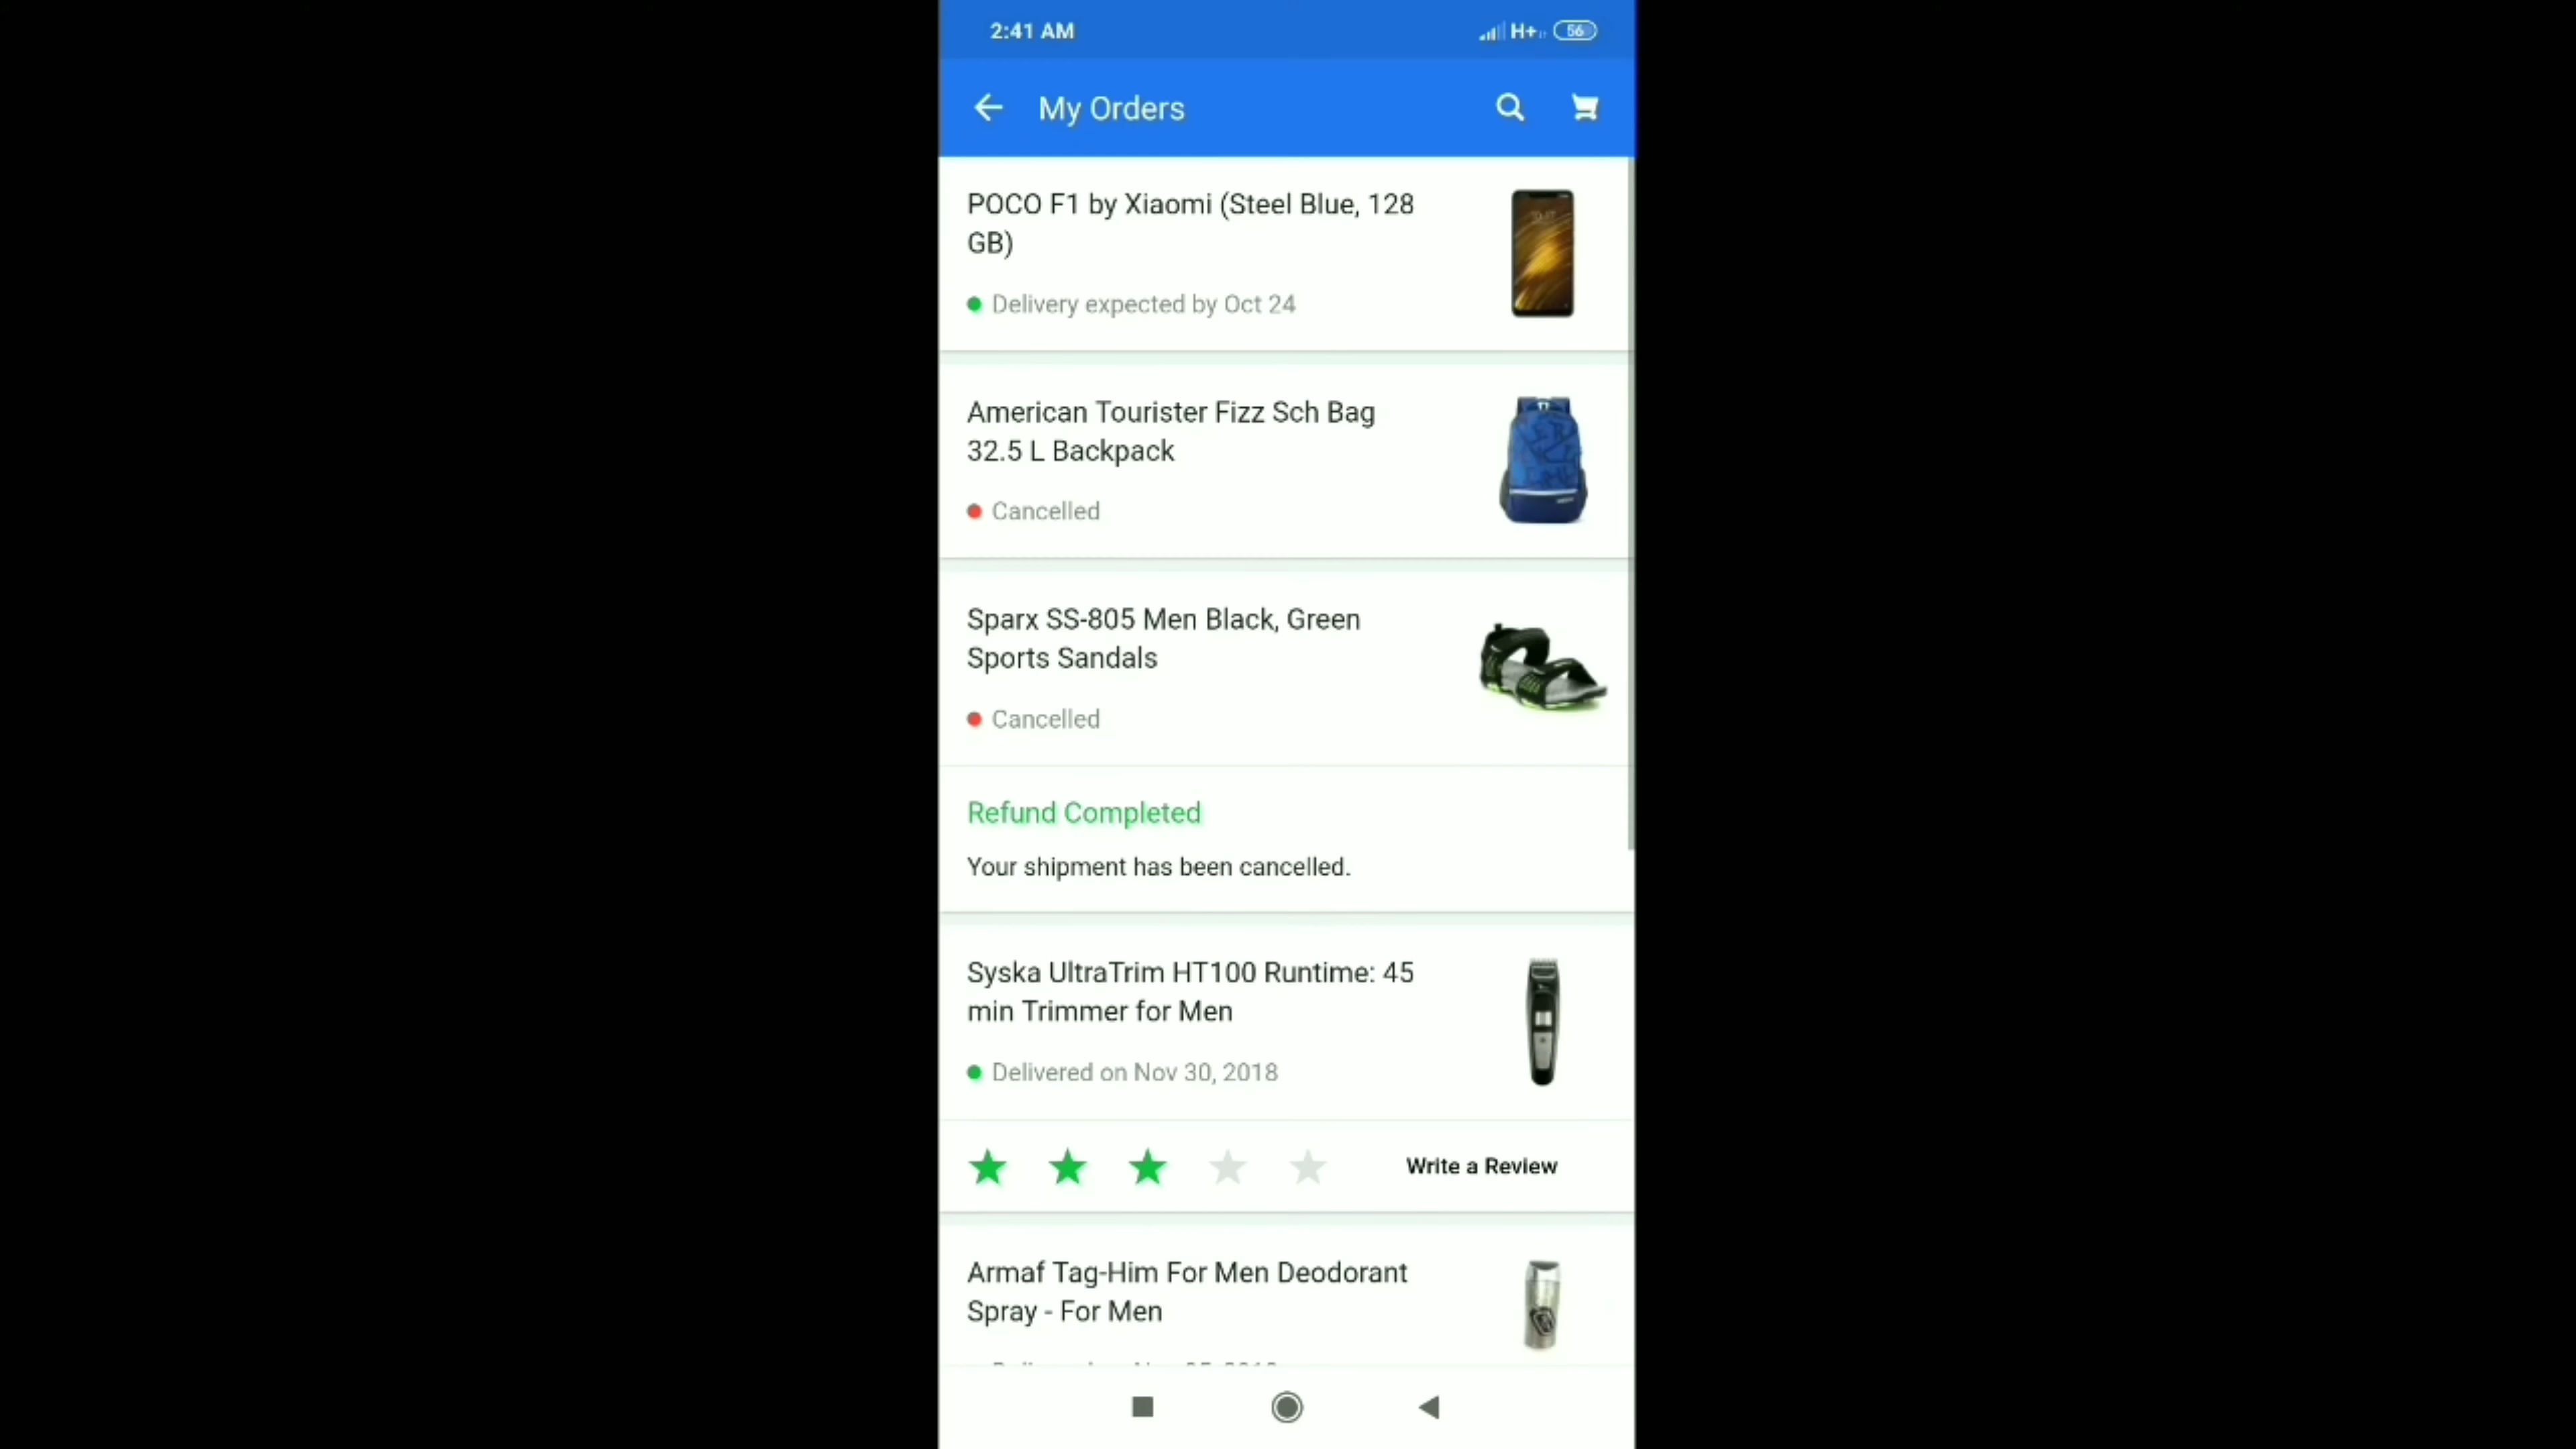 2:41 AM
H+
56
My Orders
POCO F1 by Xiaomi (Steel Blue, 128
GB)
Delivery expected by Oct 24
American Tourister Fizz Sch Bag
32.5 L Backpack
Cancelled
Sparx SS-805 Men Black, Green
Sports Sandals
Cancelled
Refund Completed
Your shipment has been cancelled.
Syska UltraTrim HT100 Runtime: 45
min Trimmer for Men
Delivered on Nov 30, 2018
Write a Review
Armaf Tag-Him For Men Deodorant
Spray - For Men